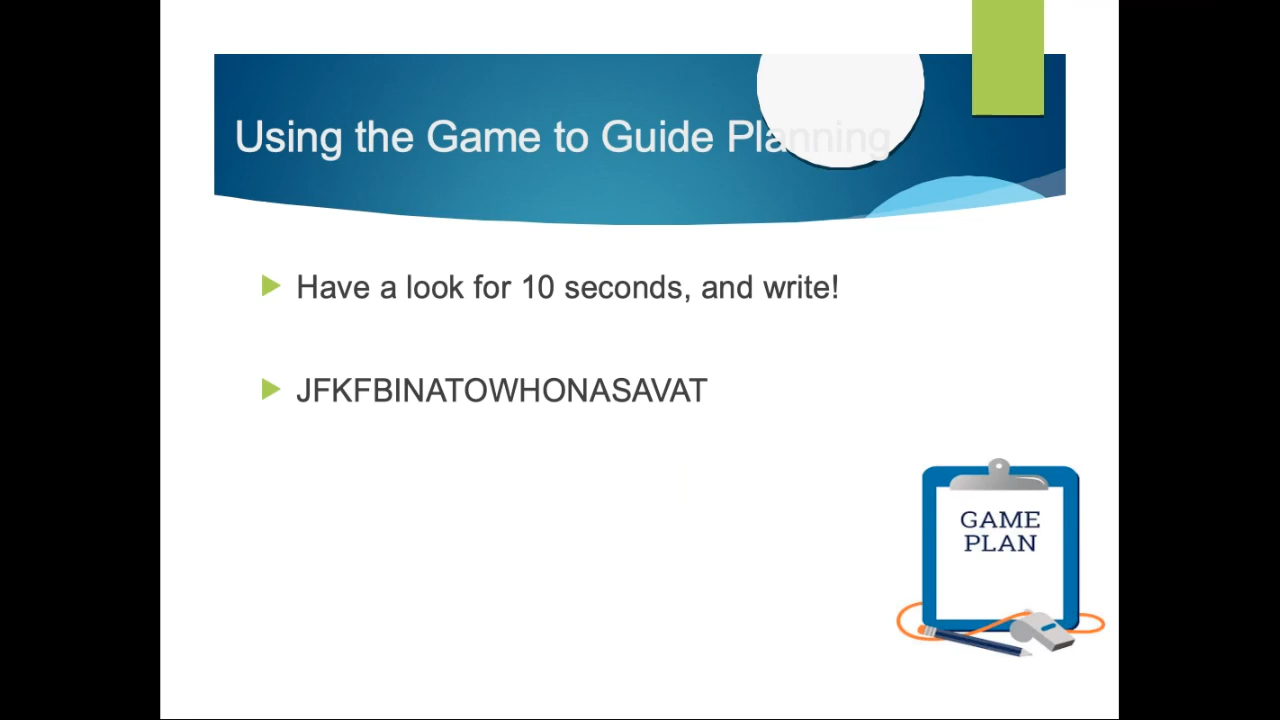 Using the Game to Guide Planning
Have a look for 10 seconds, and write!
JFKFBINATOWHONASAVAT
GAME
PLAN